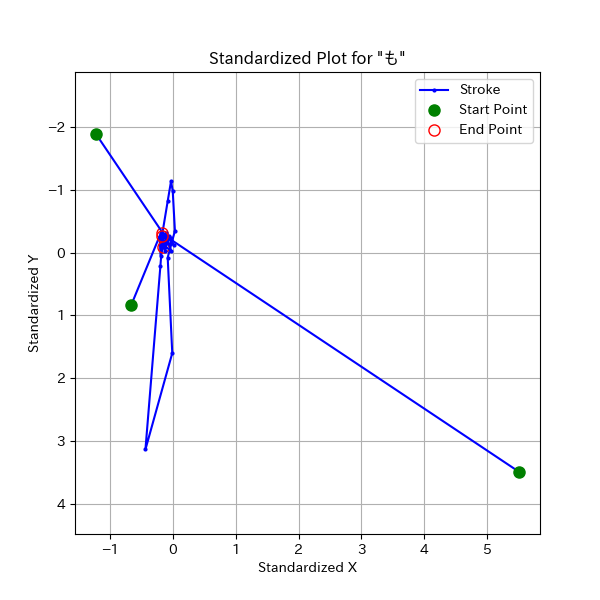 Standardized Plot for "も"
Stroke
Start Point
End Point
−2
−1
0
1
2
3
4
Standardized Y
−1 0 1 2 3 4 5
Standardized X